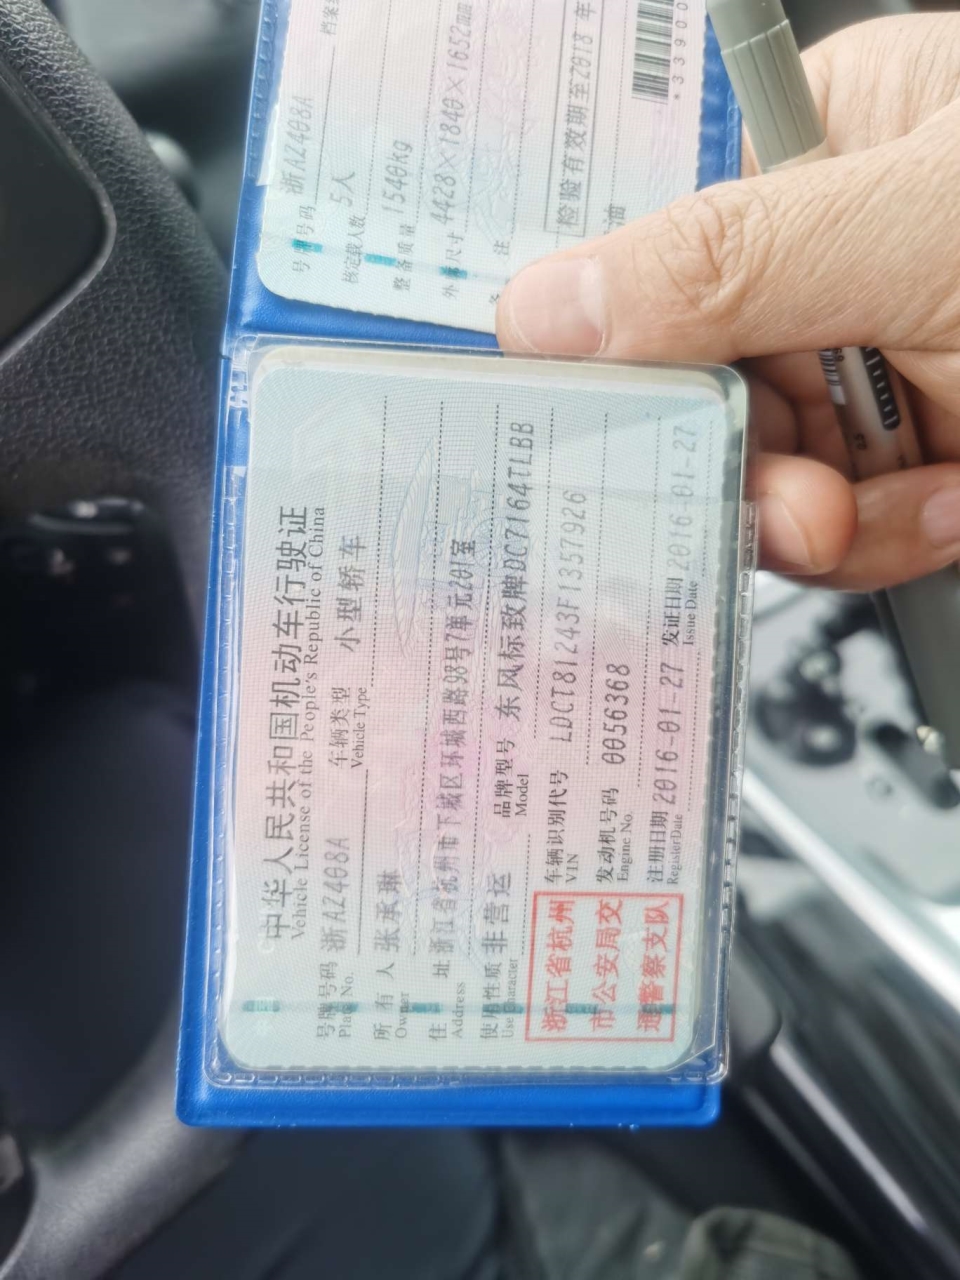 中华人民共和国机动车行驶证
Vehicle License of the People's Republic of China
号牌号码 浙AZ408A 车辆类型 小型轿车
Plate No. Vehicle Type
所有人 张承琳
Owner
住址 浙江省杭州市下城区环城西路98号7单元201室
Address
使用性质 非营运 品牌型号 东风标致牌DC7164TLBB
Use Character Model
浙江省杭州
市公安局交
通警察支队
车辆识别代号 LDCT81243F1357926
VIN
发动机号码 0056368
Engine No.
注册日期 2016-01-27 发证日期 2016-01-27
Register Date Issue Date
号牌号码 浙AZ408A 档案
核定载人数 5人
整备质量 1540kg
外廓尺寸 4428×1840×1652
注
检验有效期至2018年
油
*33900